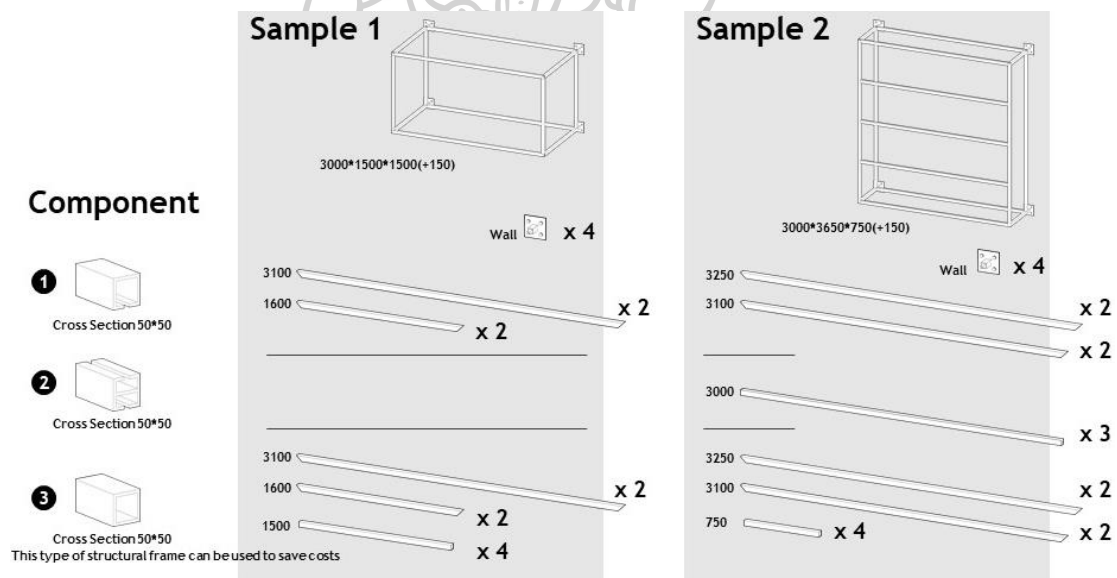 Sample 1
3000*1500*1500(+150)
Wall x 4
3100 x 2
1600 x 2
3100 x 2
1600 x 2
1500 x 4
Sample 2
3000*3650*750(+150)
Wall x 4
3250 x 2
3100 x 2
3000 x 3
3250 x 2
3100 x 2
750 x 4
Component
1
Cross Section 50*50
2
Cross Section 50*50
3
Cross Section 50*50
This type of structural frame can be used to save costs